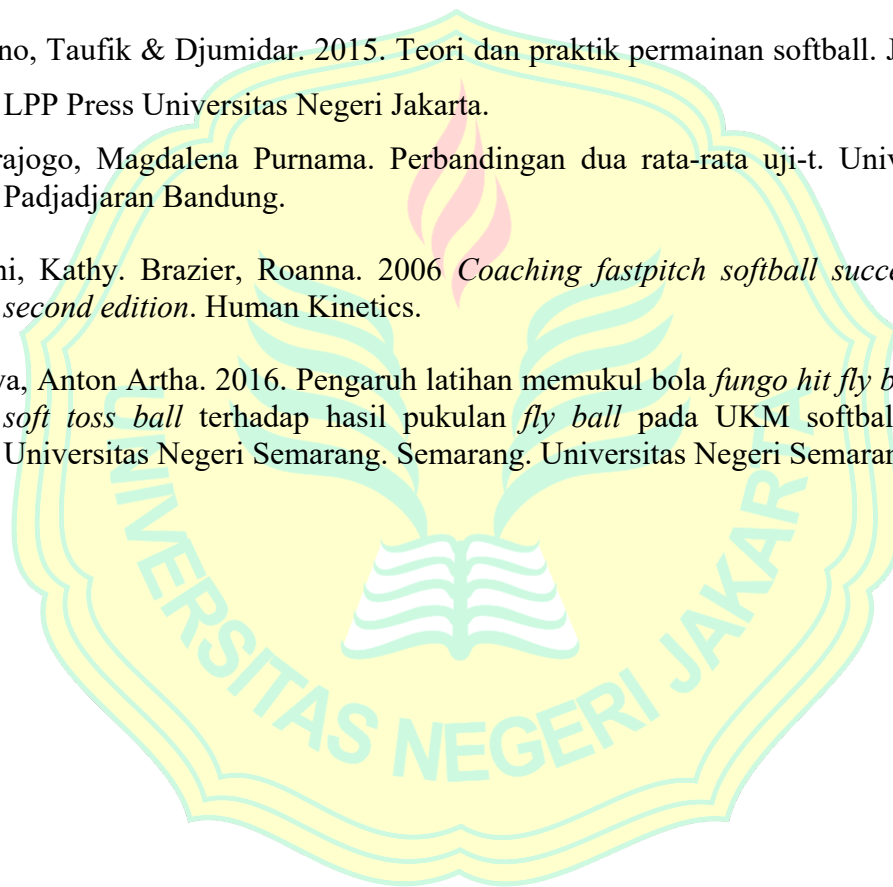 no, Taufik & Djumidar. 2015. Teori dan praktik permainan softball. J
LPP Press Universitas Negeri Jakarta.
rajogo, Magdalena Purnama. Perbandingan dua rata-rata uji-t. Univ
Padjadjaran Bandung.
ni, Kathy. Brazier, Roanna. 2006 Coaching fastpitch softball succe
second edition. Human Kinetics.
va, Anton Artha. 2016. Pengaruh latihan memukul bola fungo hit fly b
soft toss ball terhadap hasil pukulan fly ball pada UKM softbal
Universitas Negeri Semarang. Semarang. Universitas Negeri Semaran
UNIVERSITAS NEGERI JAKARTA